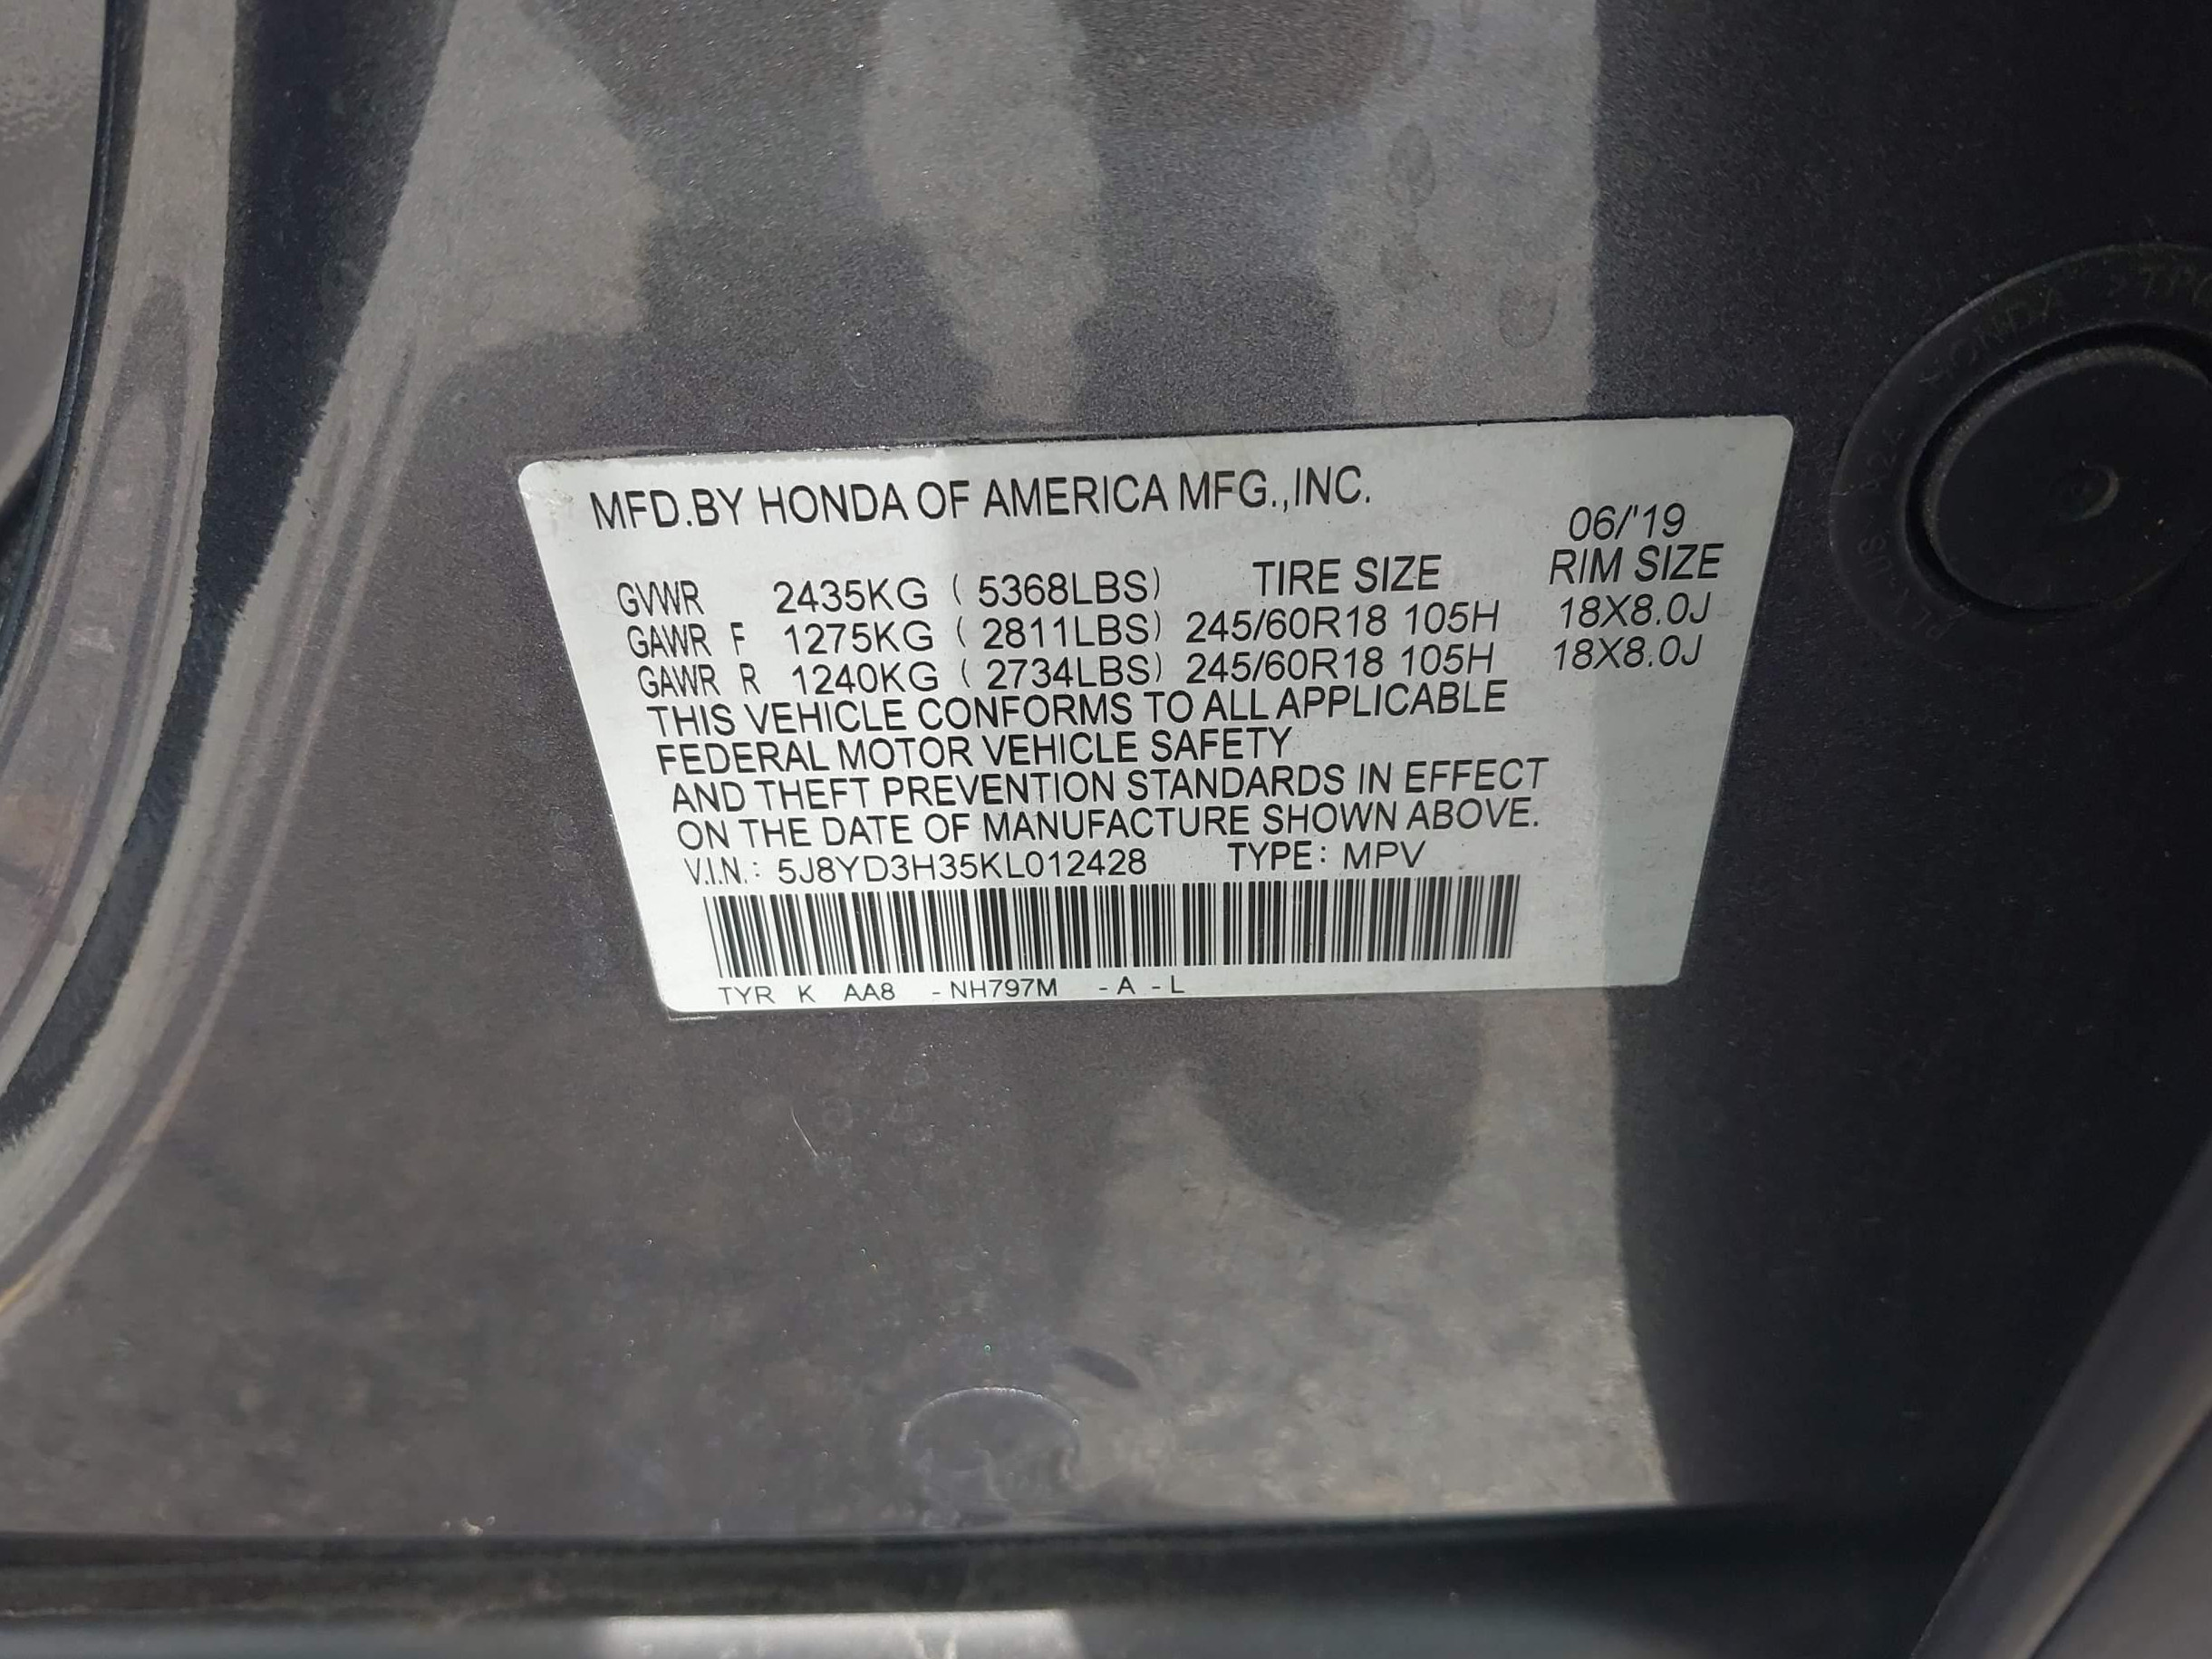 MFD.BY HONDA OF AMERICA MFG.,INC.
06/'19
GVWR 2435KG ( 5368LBS) TIRE SIZE RIM SIZE
GAWR F 1275KG ( 2811LBS) 245/60R18 105H 18X8.0J
GAWR R 1240KG ( 2734LBS) 245/60R18 105H 18X8.0J
THIS VEHICLE CONFORMS TO ALL APPLICABLE
FEDERAL MOTOR VEHICLE SAFETY
AND THEFT PREVENTION STANDARDS IN EFFECT
ON THE DATE OF MANUFACTURE SHOWN ABOVE.
V.I.N.: 5J8YD3H35KL012428 TYPE: MPV
TYR K AA8 -NH797M -A -L
HONDA